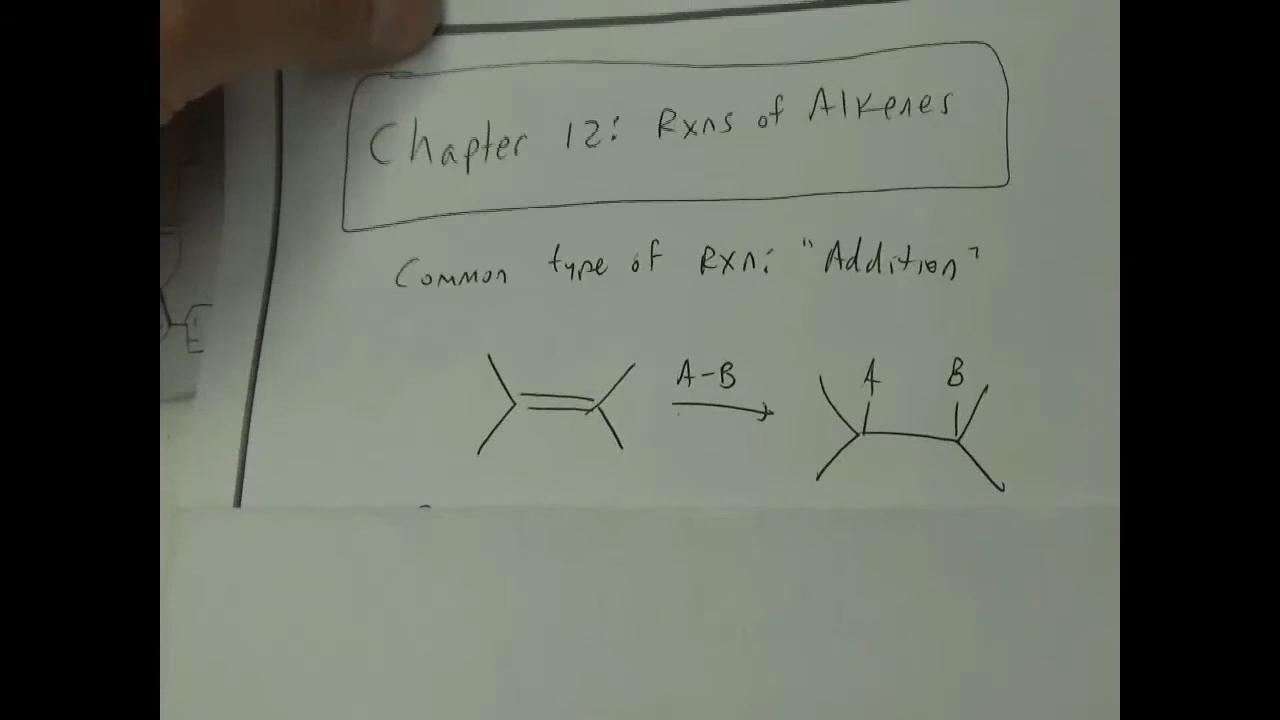 Chapter 12: Rxns of Alkenes
Common type of Rxn: "Addition"
A-B
A B